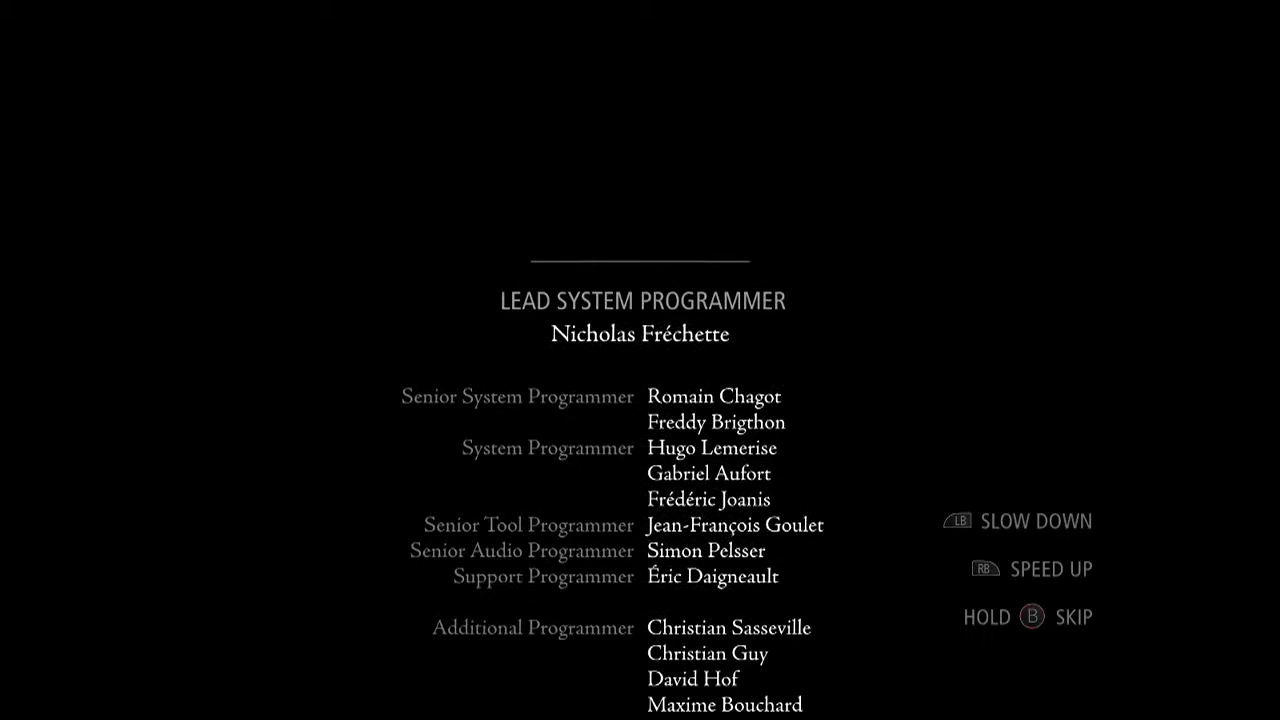 LEAD SYSTEM PROGRAMMER
Nicholas Fréchette
Senior System Programmer Romain Chagot
Freddy Brigthon
System Programmer Hugo Lemerise
Gabriel Aufort
Frédéric Joanis
Senior Tool Programmer Jean-François Goulet
Senior Audio Programmer Simon Pelsser
Support Programmer Éric Daigneault
Additional Programmer Christian Sasseville
Christian Guy
David Hof
Maxime Bouchard
LB SLOW DOWN
RB SPEED UP
HOLD B SKIP